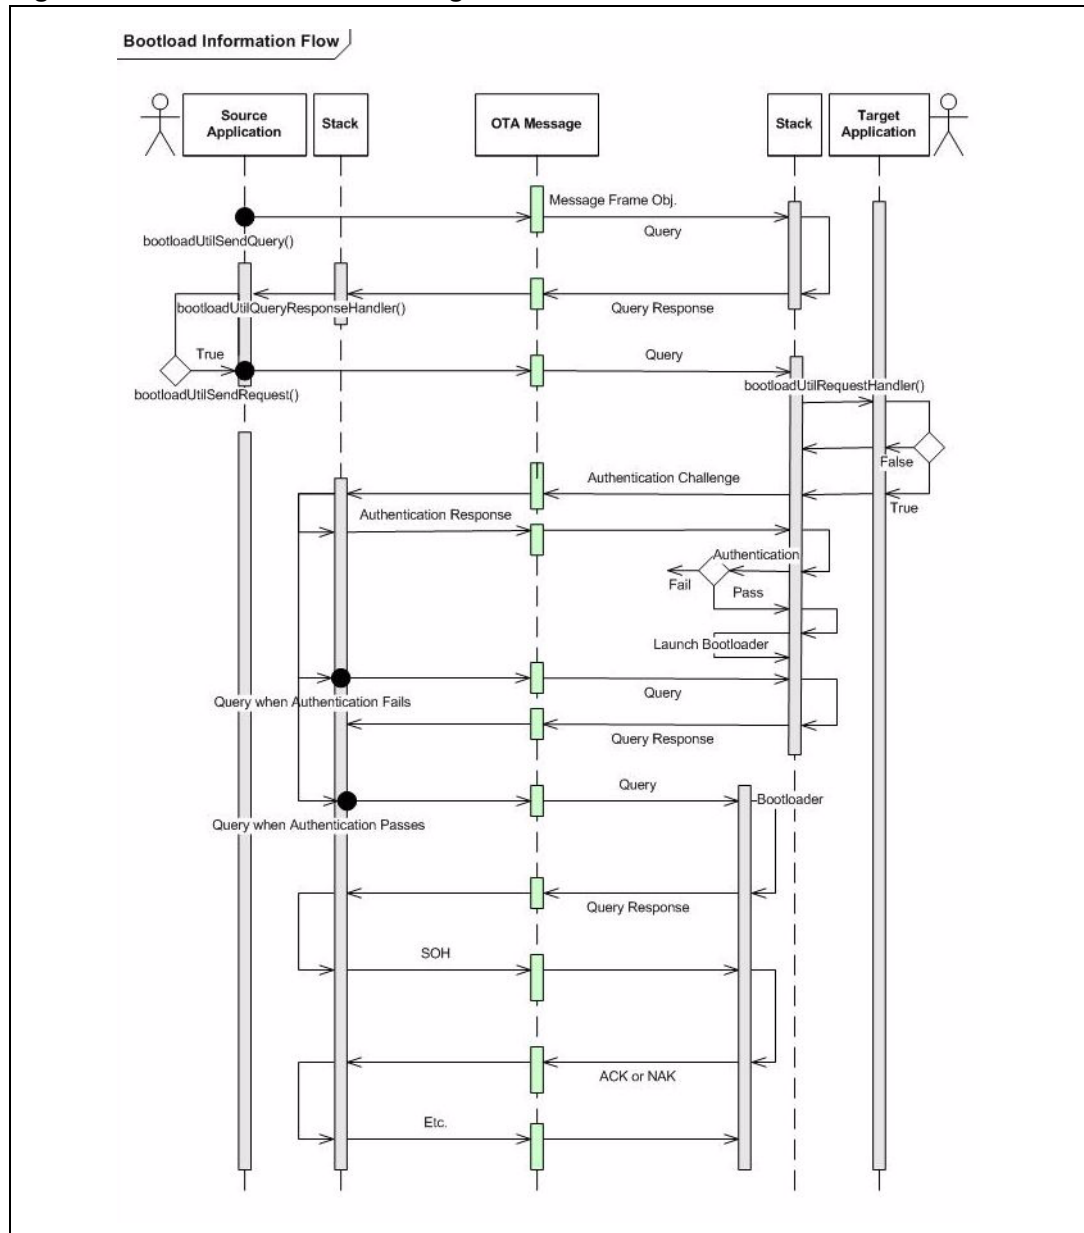 Bootload Information Flow
Source
Application
Stack
OTA Message
Stack
Target
Application
Message Frame Obj.
Query
bootloadUtilSendQuery()
bootloadUtilQueryResponseHandler()
Query Response
True
Query
bootloadUtilSendRequest()
bootloadUtilRequestHandler()
False
Authentication Challenge
True
Authentication Response
Authentication
Fail
Pass
Launch Bootloader
Query
Query when Authentication Fails
Query Response
Query
Bootloader
Query when Authentication Passes
Query Response
SOH
ACK or NAK
Etc.